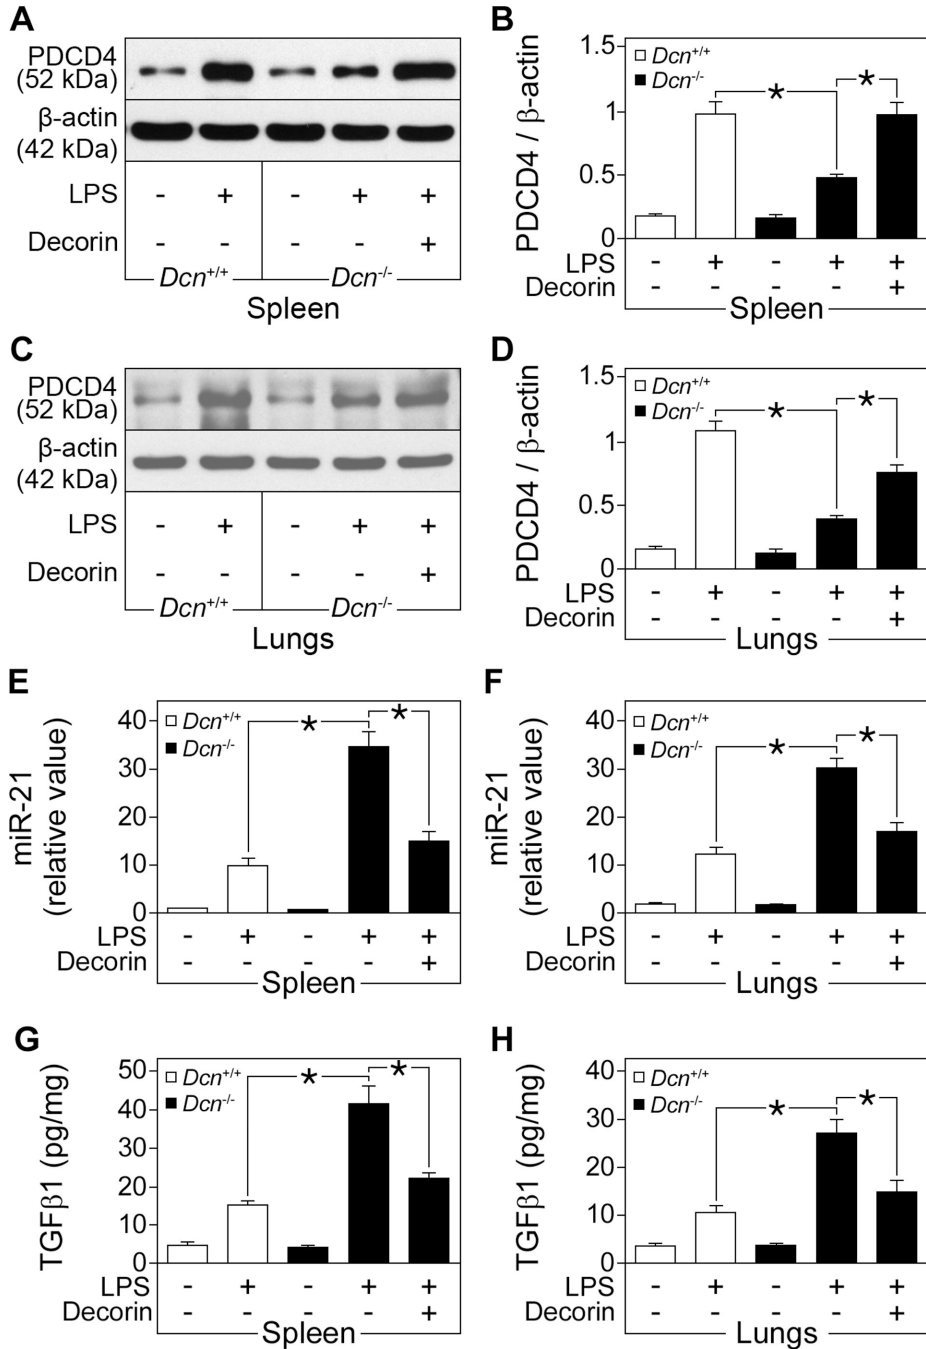 A
PDCD4
(52 kDa)
β-actin
(42 kDa)
LPS - + - + +
Decorin - - - - +
Dcn+/+ Dcn-/-
Spleen
B
PDCD4 / β-actin
1.5
1
0.5
0
Dcn+/+
Dcn-/-
* *
LPS - + - + +
Decorin - - - - +
Spleen
C
PDCD4
(52 kDa)
β-actin
(42 kDa)
LPS - + - + +
Decorin - - - - +
Dcn+/+ Dcn-/-
Lungs
D
PDCD4 / β-actin
1.5
1
0.5
0
Dcn+/+
Dcn-/-
* *
LPS - + - + +
Decorin - - - - +
Lungs
E
miR-21
(relative value)
40
30
20
10
0
Dcn+/+
Dcn-/-
* *
LPS - + - + +
Decorin - - - - +
Spleen
F
miR-21
(relative value)
40
30
20
10
0
Dcn+/+
Dcn-/-
* *
LPS - + - + +
Decorin - - - - +
Lungs
G
TGFβ1 (pg/mg)
50
40
30
20
10
0
Dcn+/+
Dcn-/-
* *
LPS - + - + +
Decorin - - - - +
Spleen
H
TGFβ1 (pg/mg)
40
30
20
10
0
Dcn+/+
Dcn-/-
* *
LPS - + - + +
Decorin - - - - +
Lungs